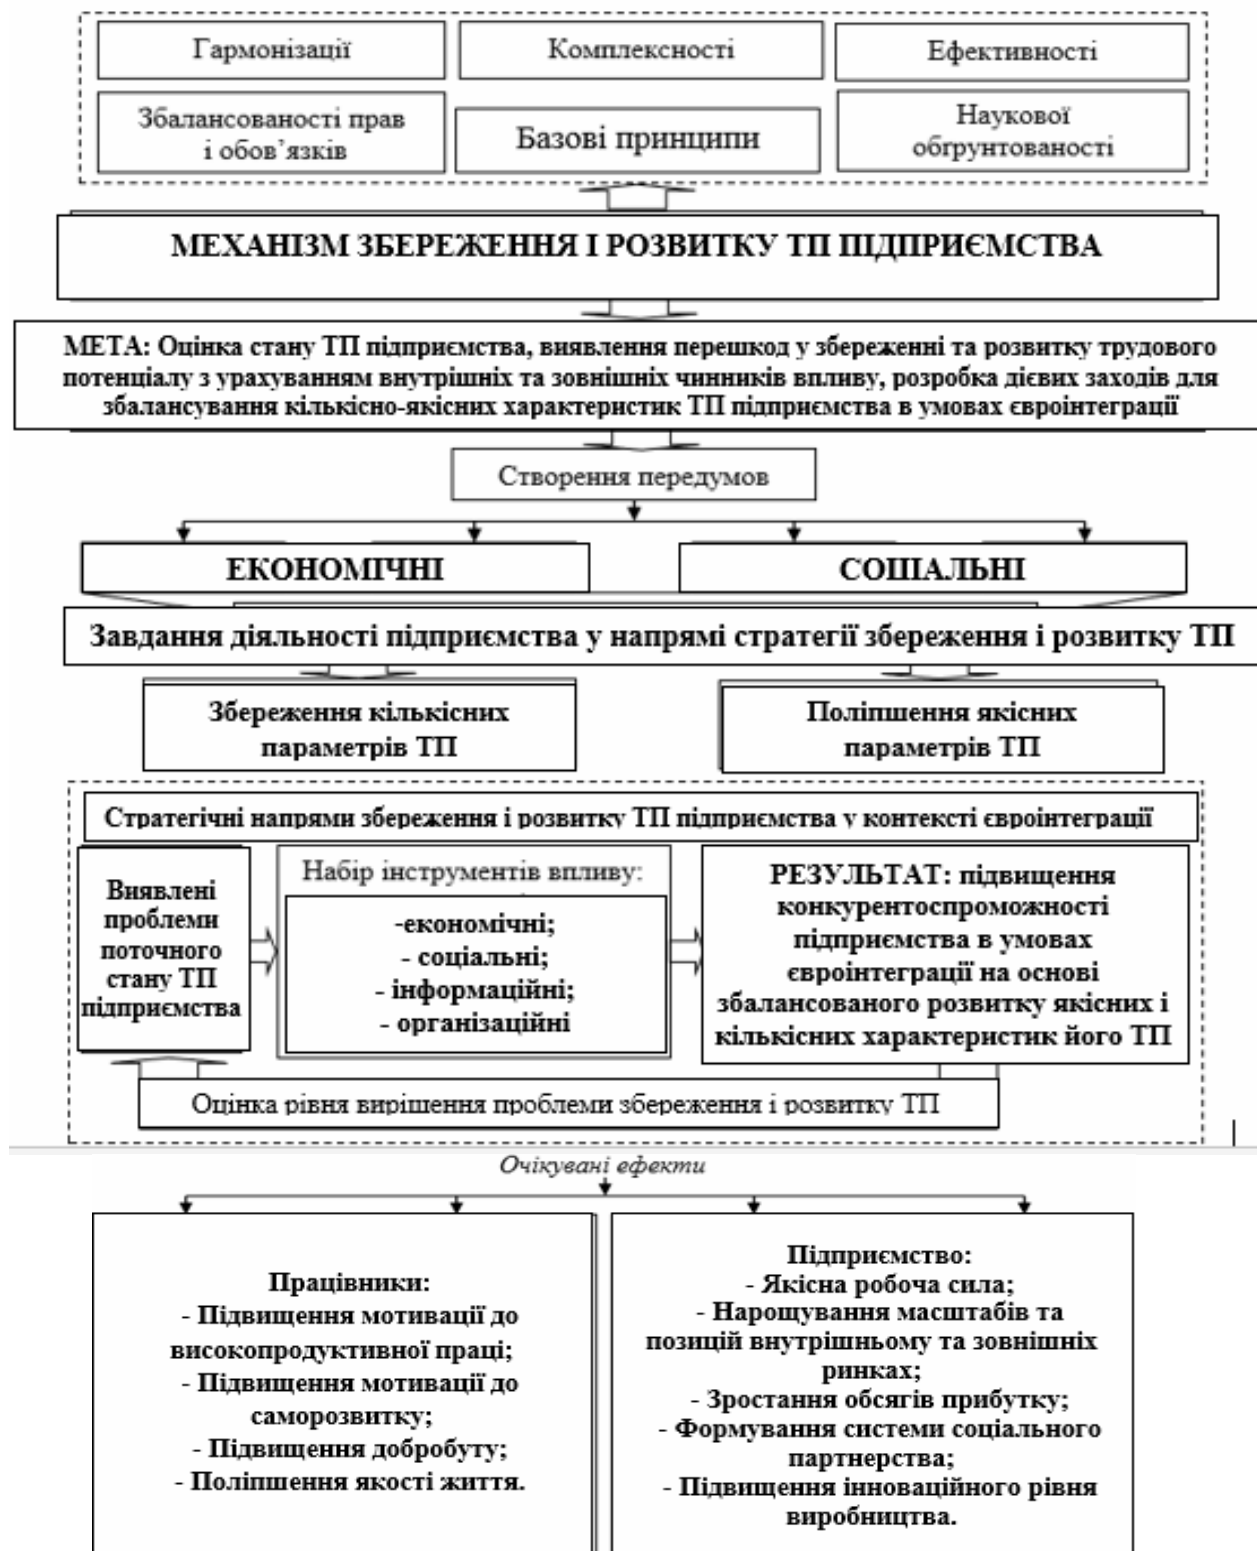 Гармонізації
Комплексності
Ефективності
Збалансованості прав
і обов’язків
Базові принципи
Наукової
обґрунтованості
МЕХАНІЗМ ЗБЕРЕЖЕННЯ І РОЗВИТКУ ТП ПІДПРИЄМСТВА
МЕТА: Оцінка стану ТП підприємства, виявлення перешкод у збереженні та розвитку трудового
потенціалу з урахуванням внутрішніх та зовнішніх чинників впливу, розробка дієвих заходів для
збалансування кількісно-якісних характеристик ТП підприємства в умовах євроінтеграції
Створення передумов
ЕКОНОМІЧНІ
СОЦІАЛЬНІ
Завдання діяльності підприємства у напрямі стратегії збереження і розвитку ТП
Збереження кількісних
параметрів ТП
Поліпшення якісних
параметрів ТП
Стратегічні напрями збереження і розвитку ТП підприємства у контексті євроінтеграції
Виявлені
проблеми
поточного
стану ТП
підприємства
Набір інструментів впливу:
-економічні;
- соціальні;
- інформаційні;
- організаційні
РЕЗУЛЬТАТ: підвищення
конкурентоспроможності
підприємства в умовах
євроінтеграції на основі
збалансованого розвитку якісних і
кількісних характеристик його ТП
Оцінка рівня вирішення проблеми збереження і розвитку ТП
Очікувані ефекти
Працівники:
- Підвищення мотивації до
високопродуктивної праці;
- Підвищення мотивації до
саморозвитку;
- Підвищення добробуту;
- Поліпшення якості життя.
Підприємство:
- Якісна робоча сила;
- Нарощування масштабів та
позицій внутрішньому та зовнішніх
ринках;
- Зростання обсягів прибутку;
- Формування системи соціального
партнерства;
- Підвищення інноваційного рівня
виробництва.